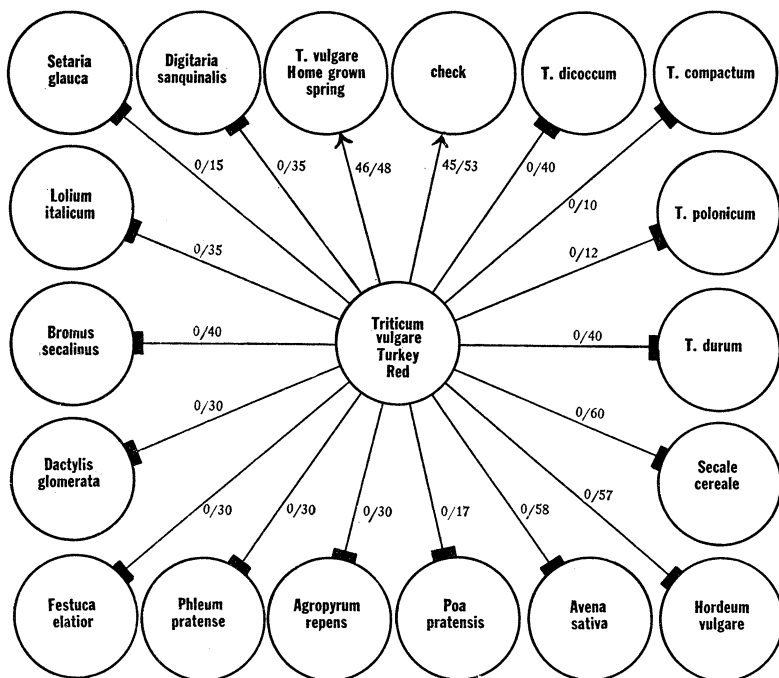 Setaria
glauca
Digitaria
sanquinalis
T. vulgare
Home grown
spring
check
T. dicoccum
T. compactum
0/15
0/35
46/48
45/53
0/40
0/10
Lolium
italicum
0/35
T. polonicum
0/12
Bromus
secalinus
0/40
Triticum
vulgare
Turkey
Red
0/40
T. durum
Dactylis
glomerata
0/30
0/60
Secale
cereale
0/30
0/30
0/30
0/17
0/58
0/57
Festuca
elatior
Phleum
pratense
Agropyrum
repens
Poa
pratensis
Avena
sativa
Hordeum
vulgare